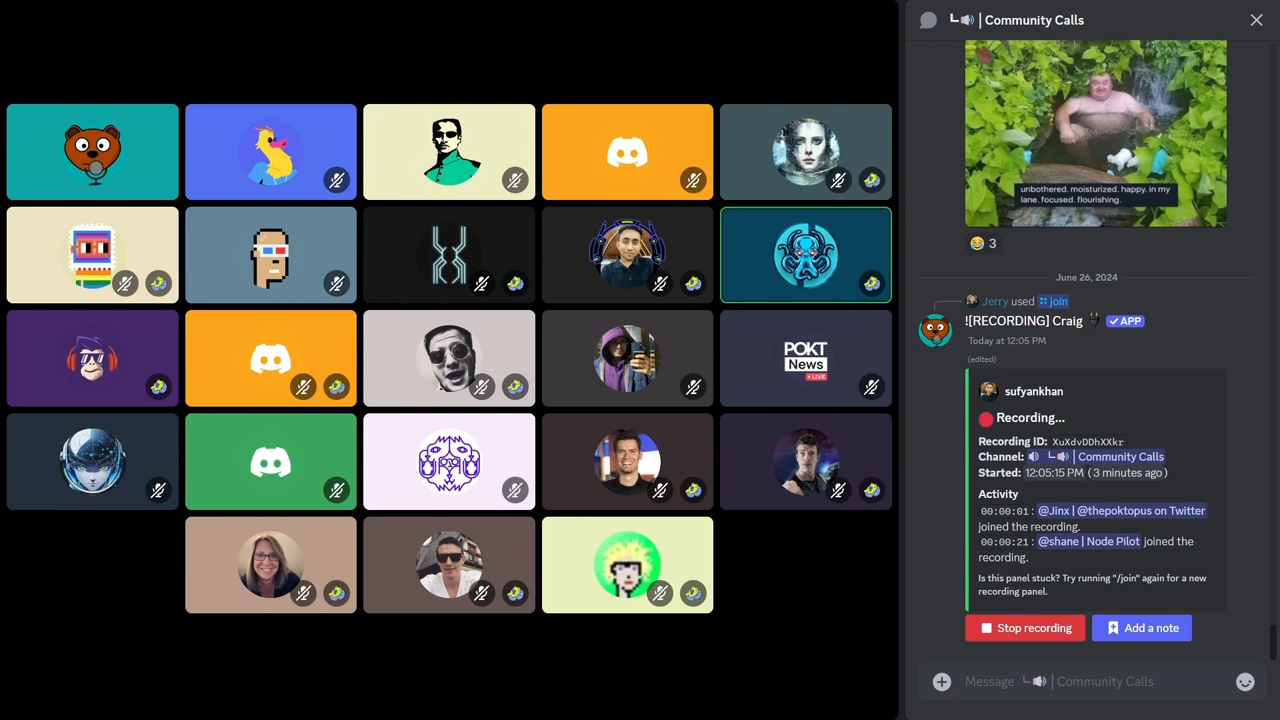 Community Calls
unbothered. moisturized. happy. in my
lane. focused. flourishing.
3
June 26, 2024
Jerry used join
![RECORDING] Craig APP
Today at 12:05 PM
(edited)
sufyankhan
Recording...
Recording ID: XuXdvDDhXXkr
Channel: Community Calls
Started: 12:05:15 PM (3 minutes ago)
Activity
00:00:01: @Jinx | @thepoktopus on Twitter
joined the recording.
00:00:21: @shane | Node Pilot joined the
recording.
Is this panel stuck? Try running "/join" again for a new
recording panel.
Stop recording Add a note
Message Community Calls
POKT
News
LIVE